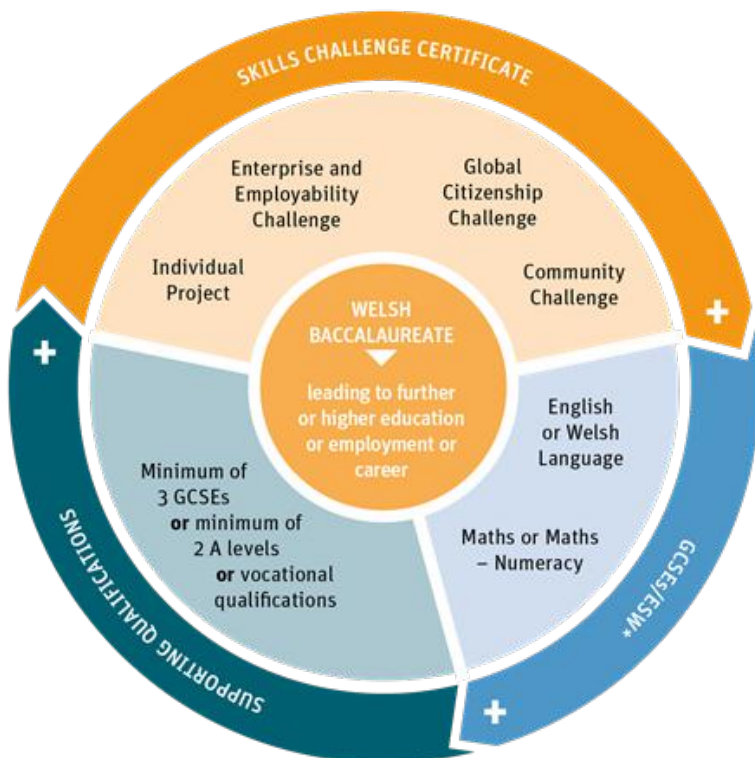 SKILLS CHALLENGE CERTIFICATE
Enterprise and
Employability
Challenge
Global
Citizenship
Challenge
Individual
Project
Community
Challenge
+
+
WELSH
BACCALAUREATE
leading to further
or higher education
or employment or
career
English
or Welsh
Language
Maths or Maths
– Numeracy
Minimum of
3 GCSEs
or minimum of
2 A levels
or vocational
qualifications
GCSEs/ESW*
SUPPORTING QUALIFICATIONS
+